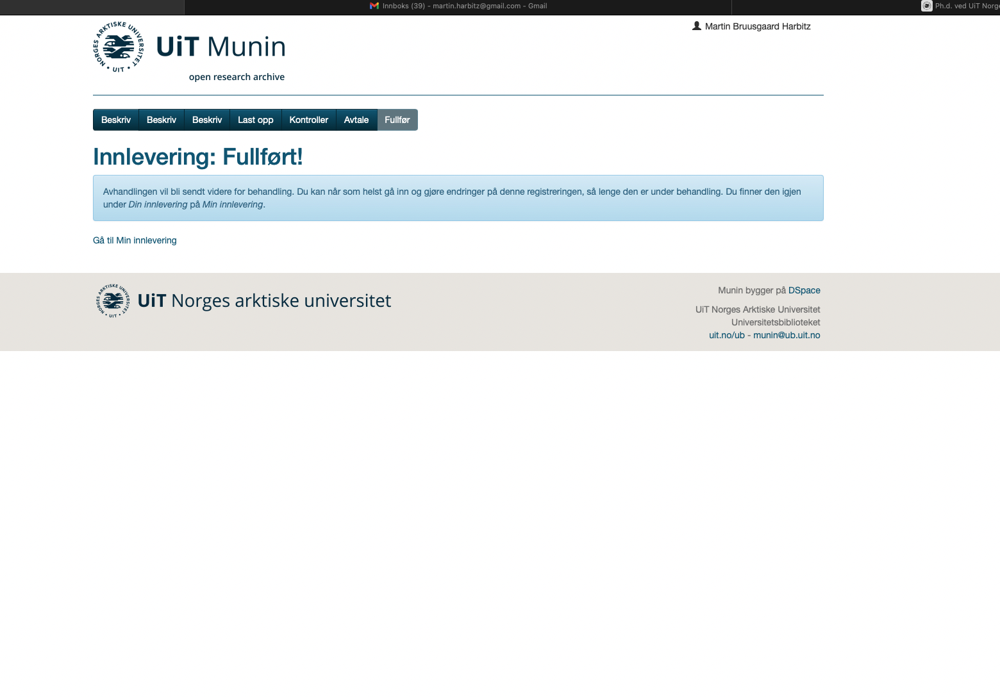 Innboks (39) - martin.harbitz@gmail.com - Gmail
Ph.d. ved UiT Norge
Martin Bruusgaard Harbitz
NORGES ARKTISKE UNIVERSITET
• UIT •
UiT Munin
open research archive
Beskriv Beskriv Beskriv Last opp Kontroller Avtale Fullfør
Innlevering: Fullført!
Avhandlingen vil bli sendt videre for behandling. Du kan når som helst gå inn og gjøre endringer på denne registreringen, så lenge den er under behandling. Du finner den igjen
under Din innlevering på Min innlevering.
Gå til Min innlevering
NORGES ARKTISKE UNIVERSITET
• UIT •
UiT Norges arktiske universitet
Munin bygger på DSpace
UiT Norges Arktiske Universitet
Universitetsbiblioteket
uit.no/ub - munin@ub.uit.no